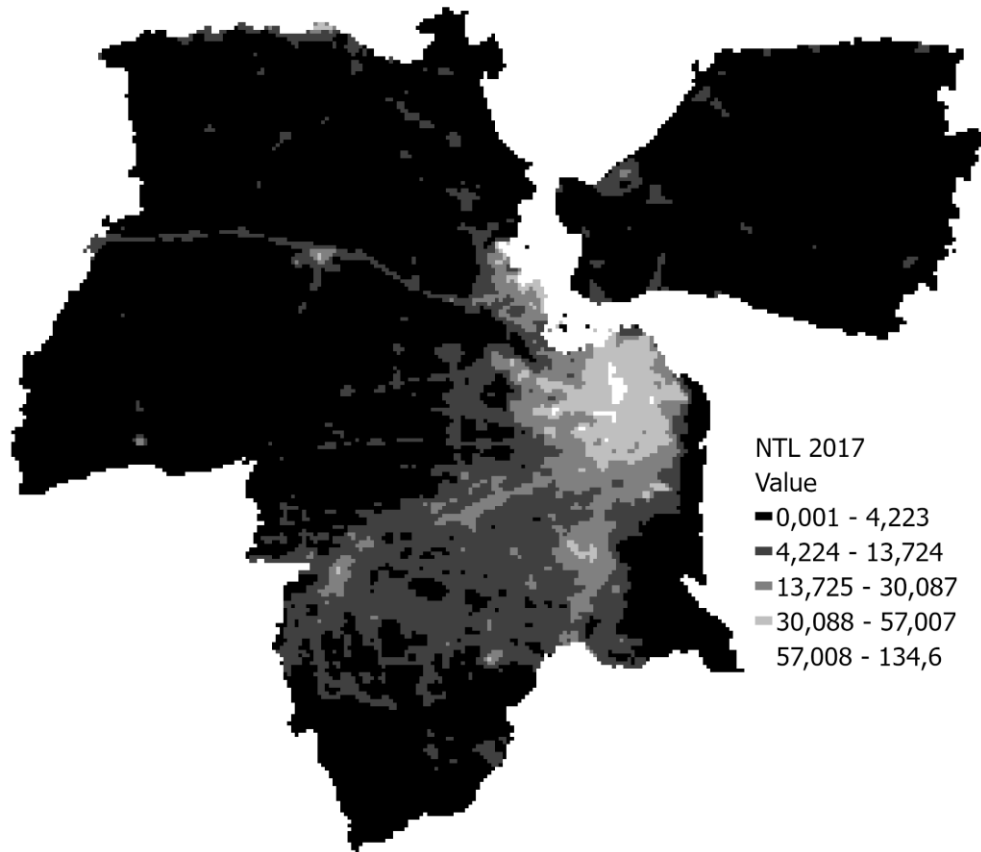 NTL 2017
Value
0,001 - 4,223
4,224 - 13,724
13,725 - 30,087
30,088 - 57,007
57,008 - 134,6